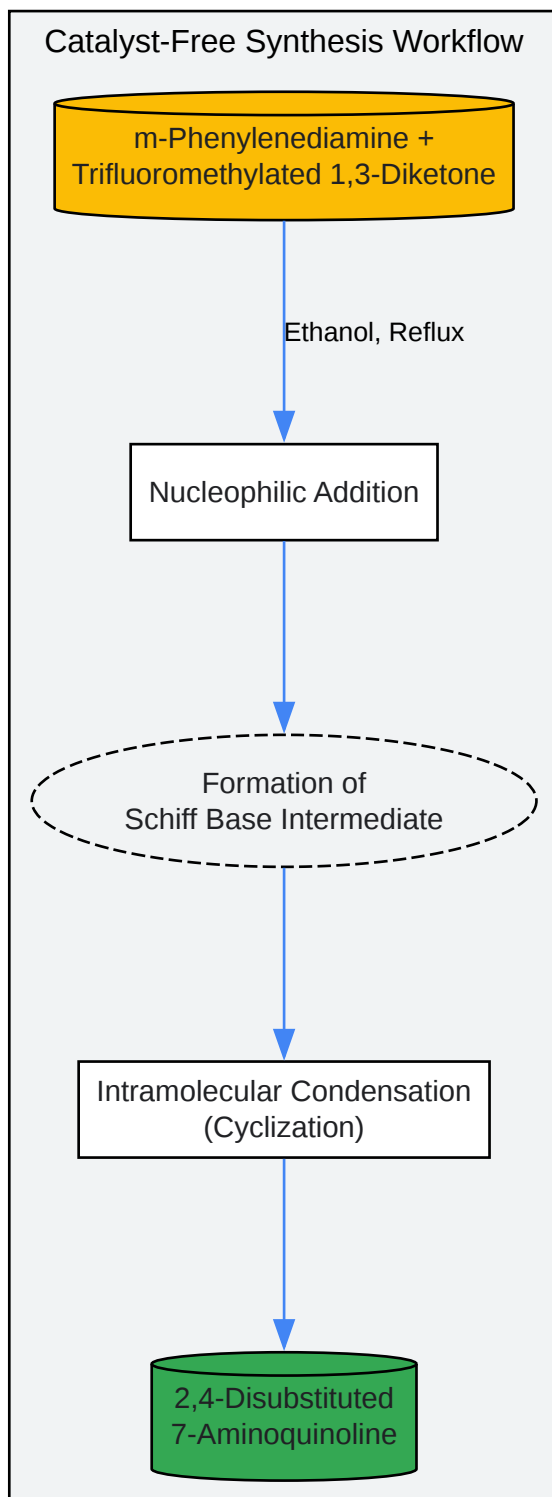 Catalyst-Free Synthesis Workflow
m-Phenylenediamine +
Trifluoromethylated 1,3-Diketone
Ethanol, Reflux
Nucleophilic Addition
Formation of
Schiff Base Intermediate
Intramolecular Condensation
(Cyclization)
2,4-Disubstituted
7-Aminoquinoline